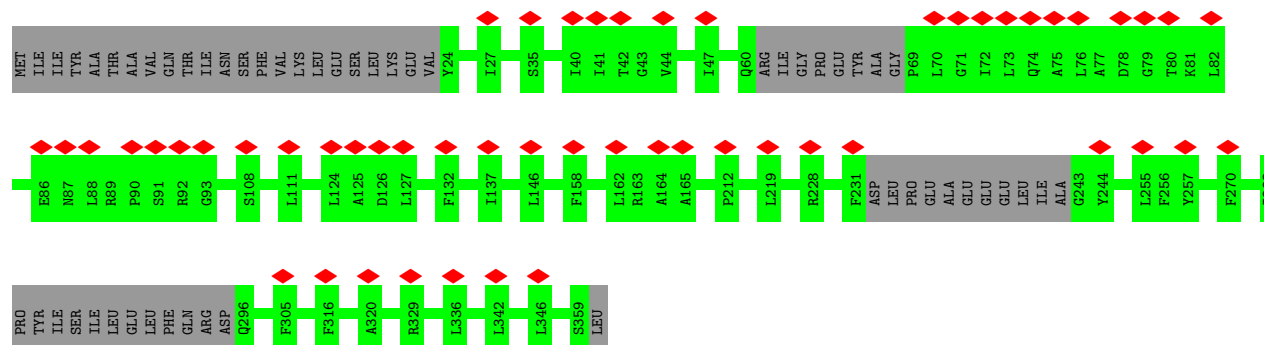 MET ILE ILE TYR ALA THR ALA VAL GLN THR ILE ASN SER PHE VAL LYS LEU GLU SER LEU LYS GLU VAL Y24 I27 S35 I40 I41 T42 G43 V44 I47 Q60 ARG ILE GLY PRO GLU TYR ALA GLY P69 L70 G71 I72 L73 Q74 A75 L76 A77 D78 G79 T80 K81 L82
E86 N87 L88 R89 P90 S91 R92 G93 S108 L111 L124 A125 D126 L127 F132 I137 L146 F158 L162 R163 A164 A165 P212 L219 R228 F231 ASP LEU PRO GLU ALA GLU GLU GLU LEU ILE ALA G243 Y244 L255 F256 Y257 F270
PRO TYR ILE SER ILE LEU GLU LEU PHE GLN ARG ASP Q296 F305 F316 A320 R329 L336 L342 L346 S359 LEU